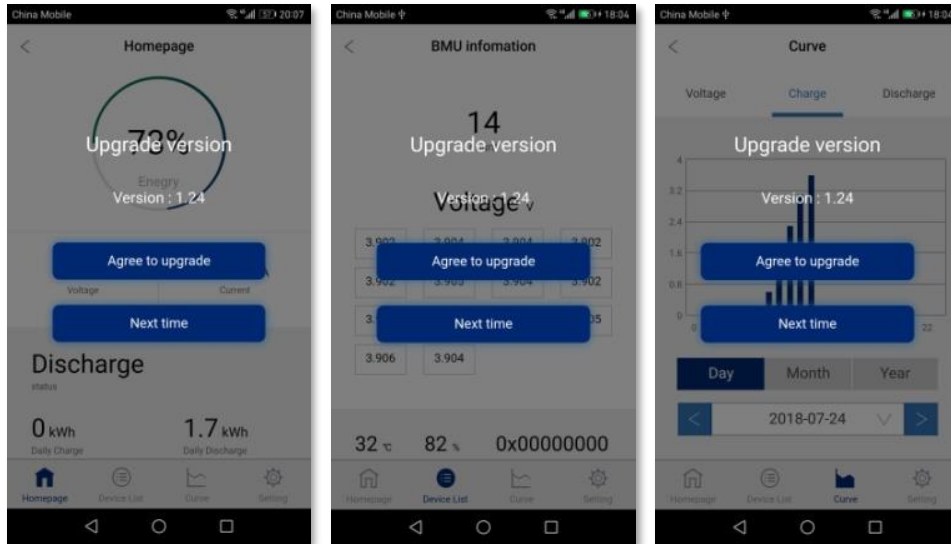 China Mobile 20:07
Homepage
73%
Enegry
Upgrade version
Version : 1.24
Agree to upgrade
Voltage Current
Next time
Discharge
status
0 kWh 1.7 kWh
Daily Charge Daily Discharge
Homepage Device List Curve Setting
China Mobile 18:04
BMU infomation
14
Upgrade version
Voltage V
Version : 1.24
3.902 3.904 3.904 3.902
Agree to upgrade
3.902 3.905 3.904 3.902
Next time
3.906 3.904
32 ℃ 82 % 0x00000000
Homepage Device List Curve Setting
China Mobile 18:04
Curve
Voltage Charge Discharge
Upgrade version
4
3.2
Version : 1.24
2.4
1.6
Agree to upgrade
0.8
Next time
0 0 22
Day Month Year
< 2018-07-24 >
Homepage Device List Curve Setting